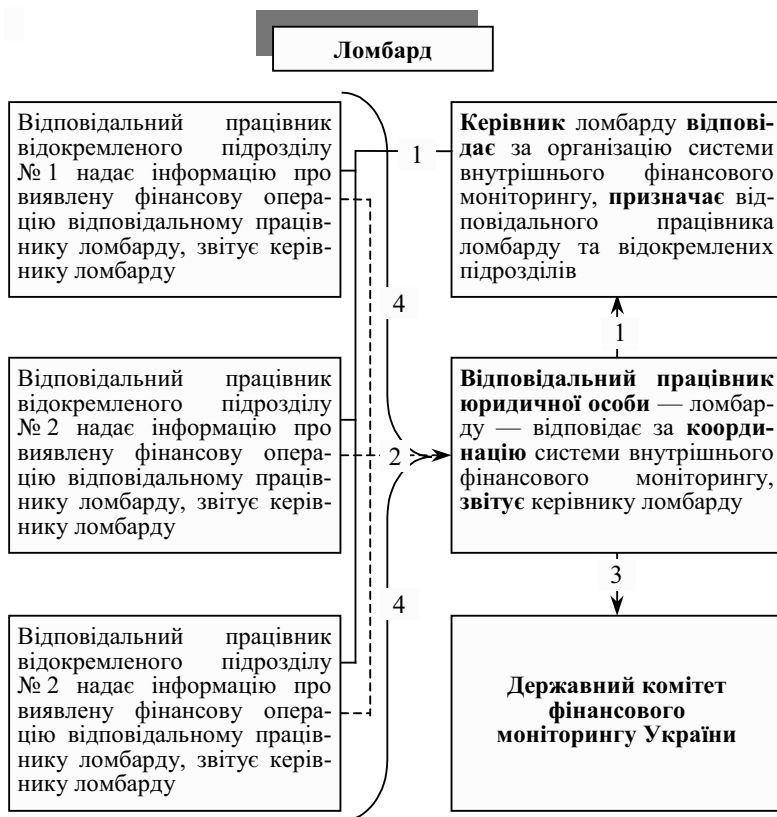 Ломбард
Відповідальний працівник
відокремленого підрозділу
№ 1 надає інформацію про
виявлену фінансову опера-
цію відповідальному праців-
нику ломбарду, звітує керів-
нику ломбарду
1
Керівник ломбарду відпові-
дає за організацію системи
внутрішнього фінансового
моніторингу, призначає від-
повідального працівника
ломбарду та відокремлених
підрозділів
4
1
Відповідальний працівник
відокремленого підрозділу
№ 2 надає інформацію про
виявлену фінансову опера-
цію відповідальному праців-
нику ломбарду, звітує керів-
нику ломбарду
2
Відповідальний працівник
юридичної особи — ломбар-
ду — відповідає за коорди-
націю системи внутрішнього
фінансового моніторингу,
звітує керівнику ломбарду
3
4
Відповідальний працівник
відокремленого підрозділу
№ 2 надає інформацію про
виявлену фінансову опера-
цію відповідальному праців-
нику ломбарду, звітує керів-
нику ломбарду
Державний комітет
фінансового
моніторингу України